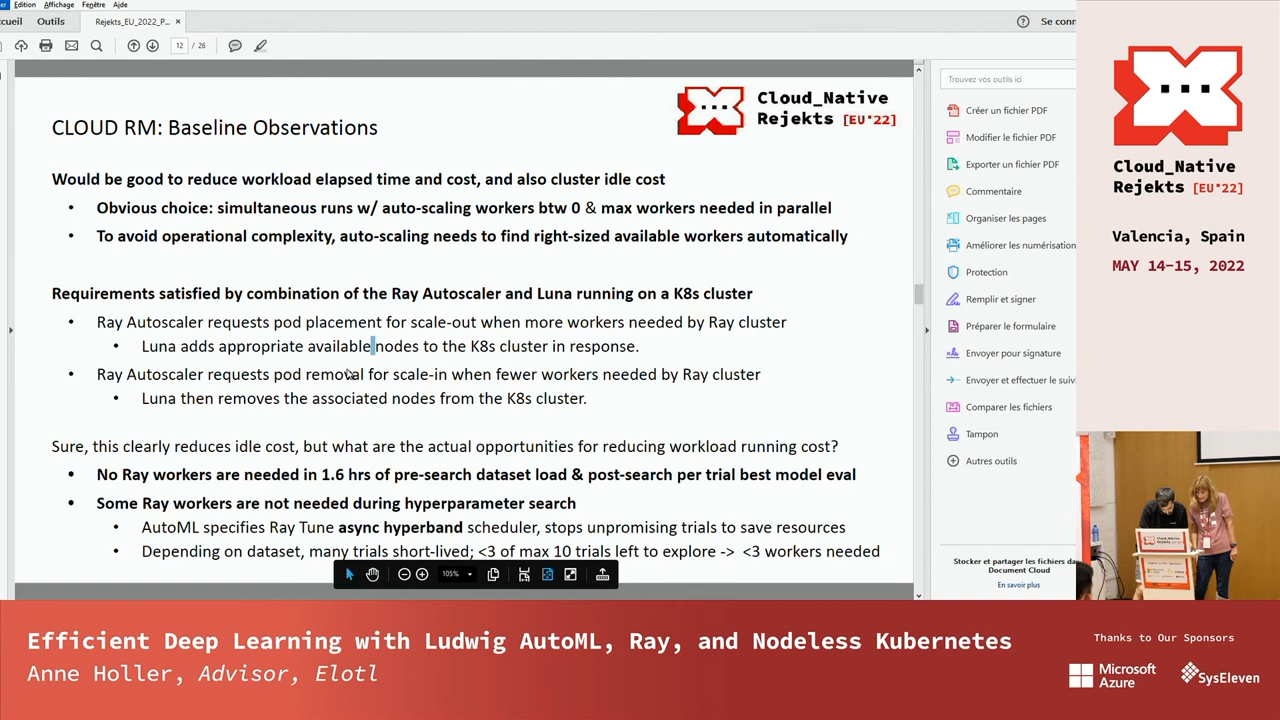 Edition Affichage Fenêtre Aide
ccueil Outils Rejekts_EU_2022_P... × Se conn
12 / 26
CLOUD RM: Baseline Observations
Cloud_Native
Rejekts [EU'22]
Would be good to reduce workload elapsed time and cost, and also cluster idle cost
• Obvious choice: simultaneous runs w/ auto-scaling workers btw 0 & max workers needed in parallel
• To avoid operational complexity, auto-scaling needs to find right-sized available workers automatically
Requirements satisfied by combination of the Ray Autoscaler and Luna running on a K8s cluster
• Ray Autoscaler requests pod placement for scale-out when more workers needed by Ray cluster
• Luna adds appropriate available nodes to the K8s cluster in response.
• Ray Autoscaler requests pod removal for scale-in when fewer workers needed by Ray cluster
• Luna then removes the associated nodes from the K8s cluster.
Sure, this clearly reduces idle cost, but what are the actual opportunities for reducing workload running cost?
• No Ray workers are needed in 1.6 hrs of pre-search dataset load & post-search per trial best model eval
• Some Ray workers are not needed during hyperparameter search
• AutoML specifies Ray Tune async hyperband scheduler, stops unpromising trials to save resources
• Depending on dataset, many trials short-lived, <3 of max 10 trials left to explore -> <3 workers needed
105%
Trouvez vos outils ici
Créer un fichier PDF
Modifier le fichier PDF
Exporter un fichier PDF
Commentaire
Organiser les pages
Améliorer les numérisation
Protection
Remplir et signer
Préparer le formulaire
Envoyer pour signature
Envoyer et effectuer le suivi
Comparer les fichiers
Tampon
Autres outils
Stocker et partager les fichiers da
Document Cloud
En savoir plus
Cloud_Native
Rejekts [EU'22]
Valencia, Spain
MAY 14-15, 2022
Efficient Deep Learning with Ludwig AutoML, Ray, and Nodeless Kubernetes
Anne Holler, Advisor, Elotl
Thanks to Our Sponsors
Microsoft
Azure
SysEleven